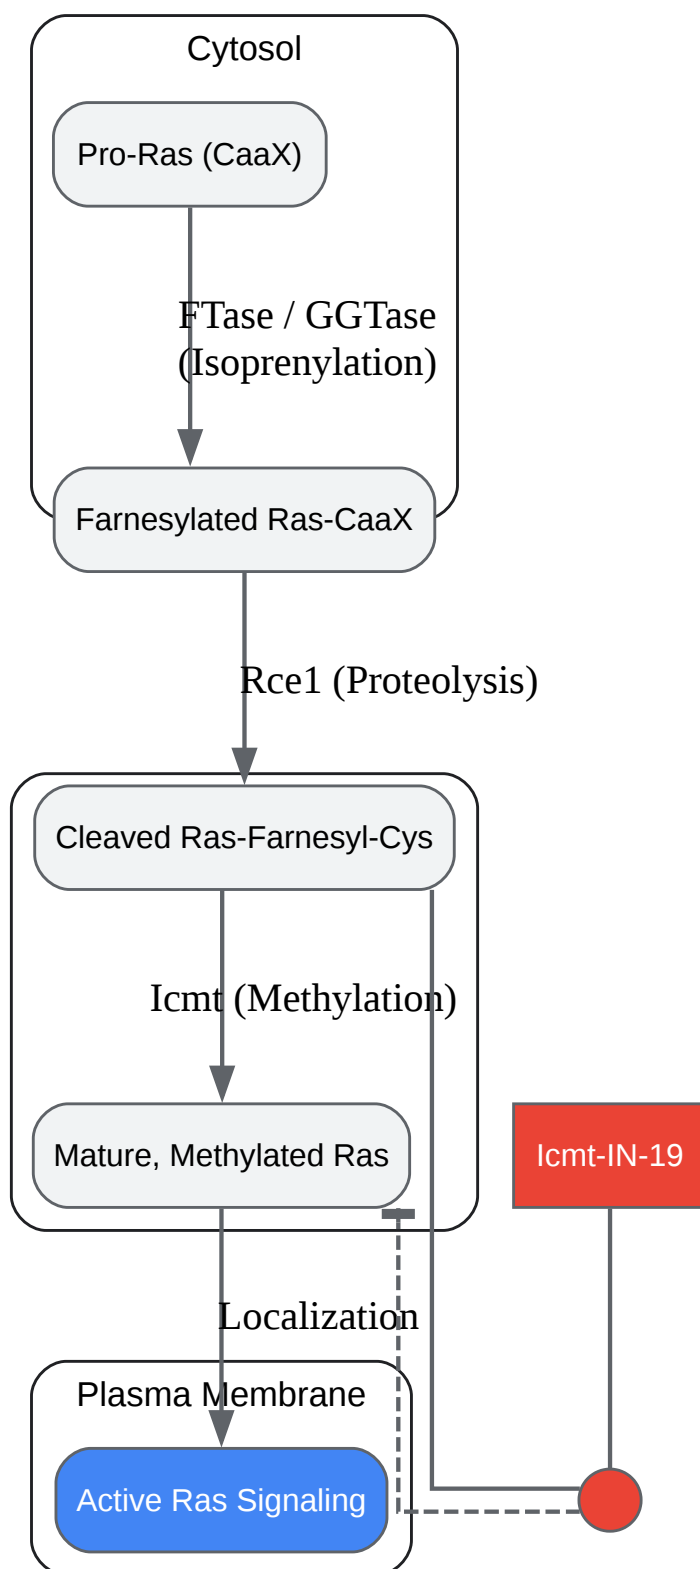 Cytosol
Pro-Ras (CaaX)
FTase / GGTase
(Isoprenylation)
Farnesylated Ras-CaaX
Rce1 (Proteolysis)
Cleaved Ras-Farnesyl-Cys
Icmt (Methylation)
Mature, Methylated Ras
Icmt-IN-19
Localization
Plasma Membrane
Active Ras Signaling